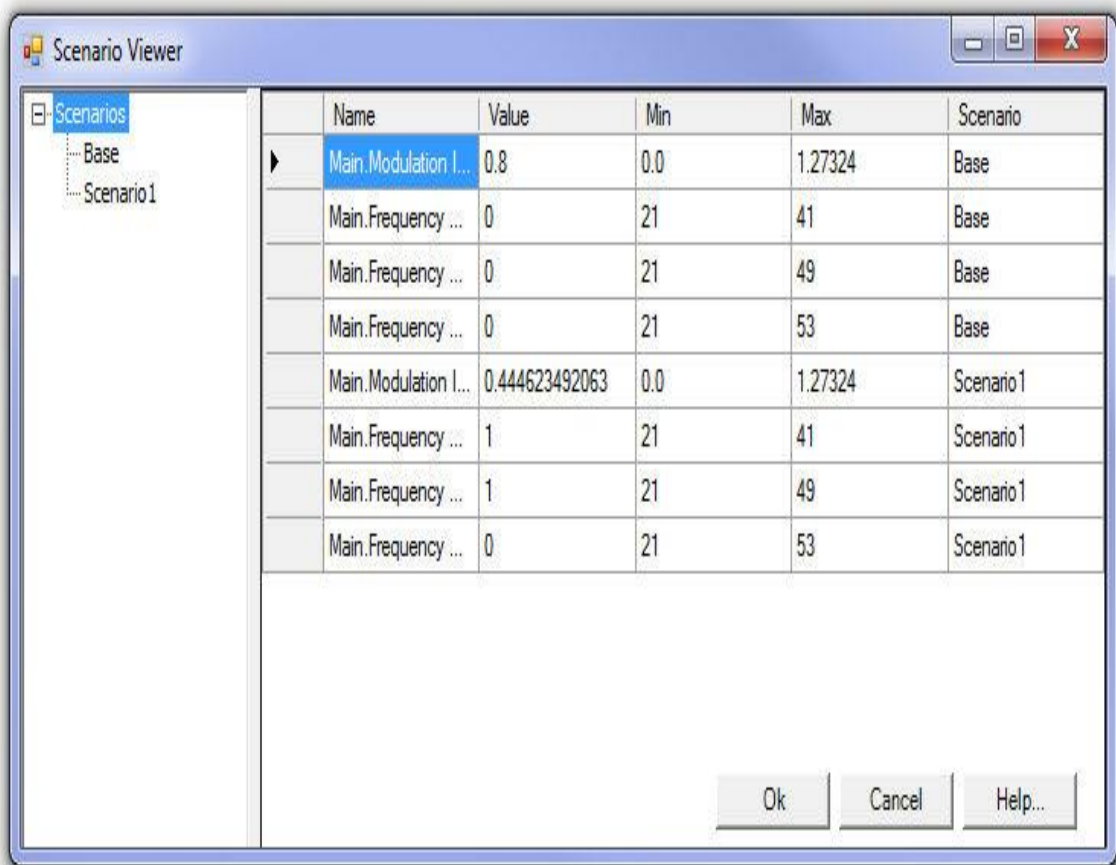 Scenario Viewer
Scenarios
Base
Scenario1
Name Value Min Max Scenario
Main.Modulation I... 0.8 0.0 1.27324 Base
Main.Frequency ... 0 21 41 Base
Main.Frequency ... 0 21 49 Base
Main.Frequency ... 0 21 53 Base
Main.Modulation I... 0.444623492063 0.0 1.27324 Scenario1
Main.Frequency ... 1 21 41 Scenario1
Main.Frequency ... 1 21 49 Scenario1
Main.Frequency ... 0 21 53 Scenario1
Ok Cancel Help...